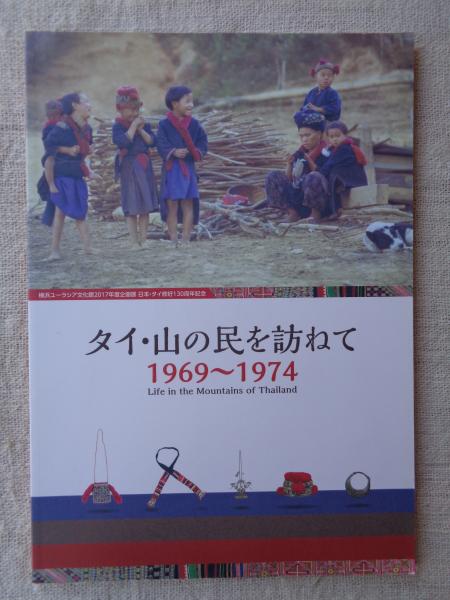 横浜ユーラシア文化館2017年度企画展 日本・タイ修好130周年記念
タイ・山の民を訪ねて
1969〜1974
Life in the Mountains of Thailand